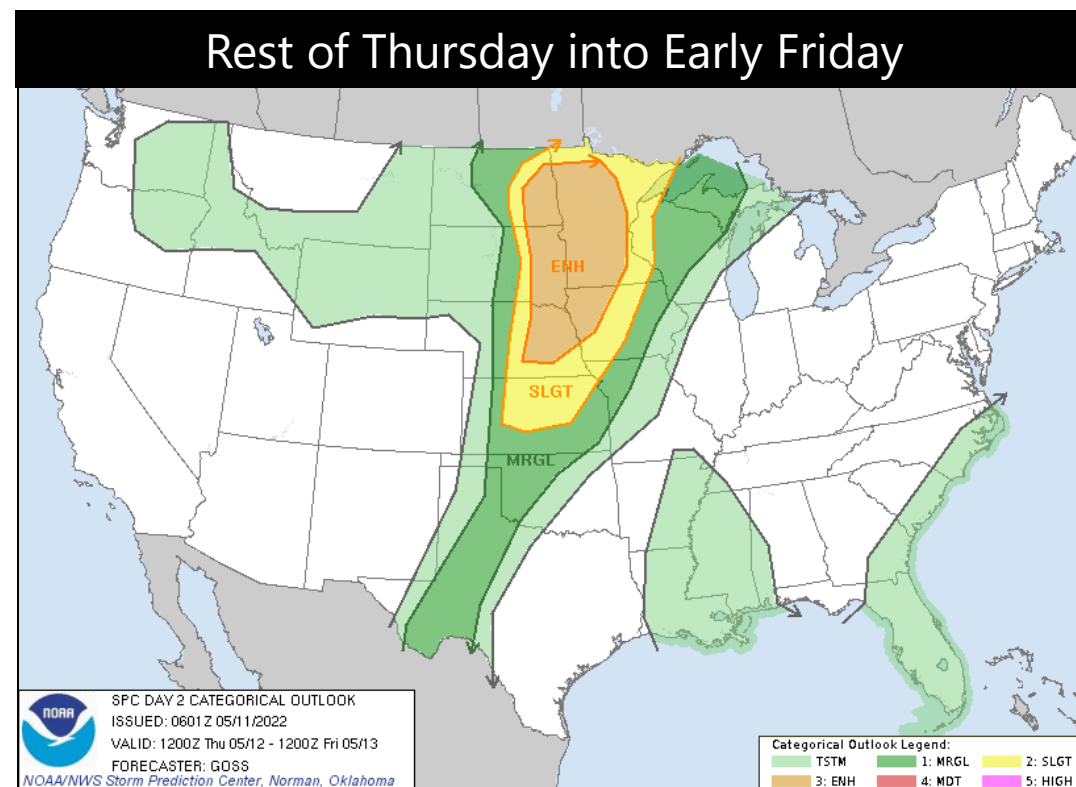 Rest of Thursday into Early Friday
ENH
SLGT
MRGL
NOAA
SPC DAY 2 CATEGORICAL OUTLOOK
ISSUED: 0601Z 05/11/2022
VALID: 1200Z Thu 05/12 - 1200Z Fri 05/13
FORECASTER: GOSS
NOAA/NWS Storm Prediction Center, Norman, Oklahoma
Categorical Outlook Legend:
TSTM 1: MRGL 2: SLGT
3: ENH 4: MDT 5: HIGH